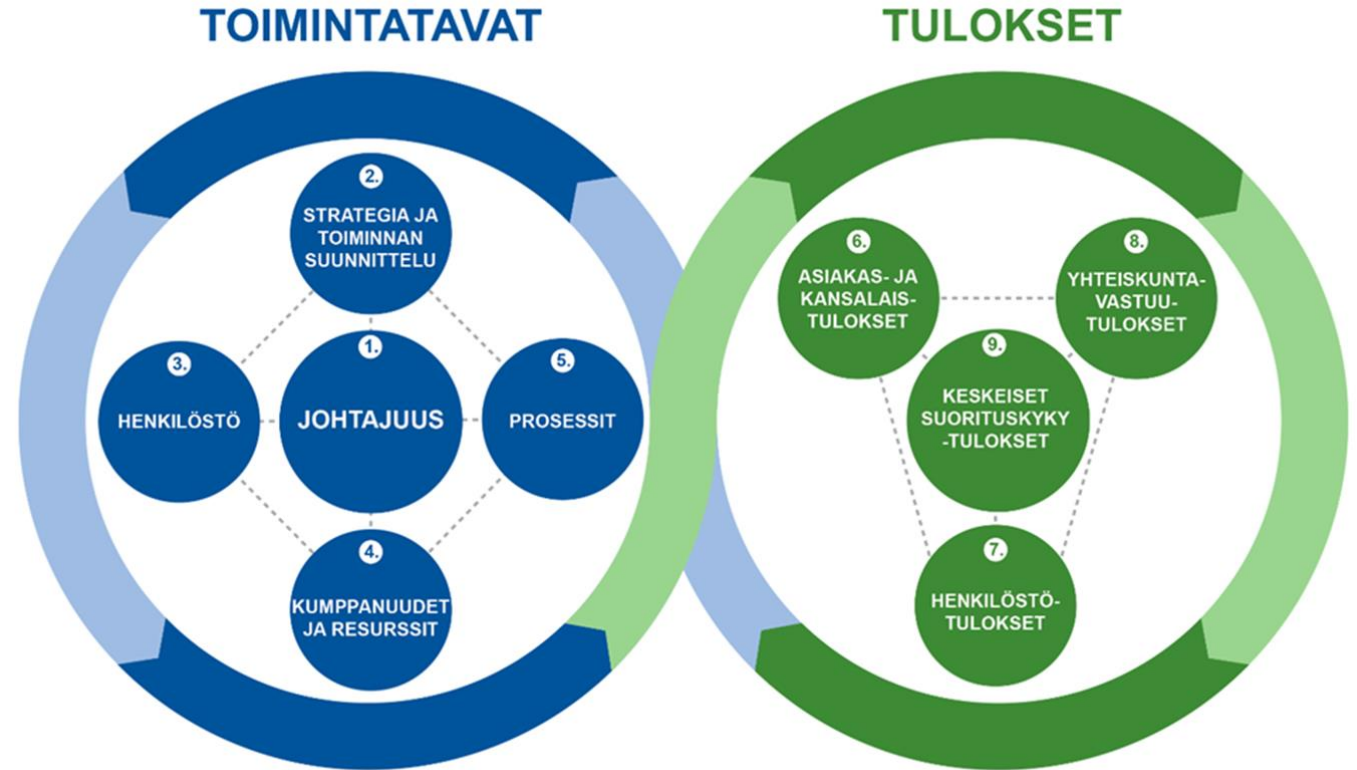 TOIMINTATAVAT
TULOKSET
2.
STRATEGIA JA
TOIMINNAN
SUUNNITTELU
3.
HENKILÖSTÖ
1.
JOHTAJUUS
5.
PROSESSIT
4.
KUMPPANUUDET
JA RESURSSIT
6.
ASIAKAS- JA
KANSALAIS-
TULOKSET
8.
YHTEISKUNTA-
VASTUU-
TULOKSET
9.
KESKEISET
SUORITUSKYKY
-TULOKSET
7.
HENKILÖSTÖ-
TULOKSET